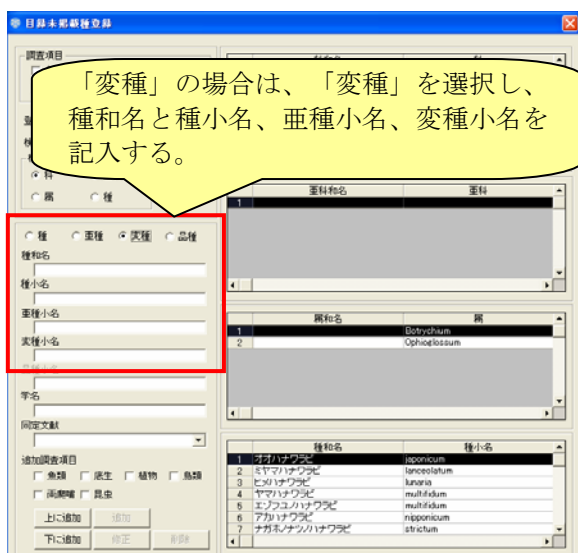 目録未掲載種登録
調査項目
「変種」の場合は、「変種」を選択し、
種和名と種小名、亜種小名、変種小名を
記入する。
科
属 種
亜科和名 亜科
1
種 亜種 変種 品種
種和名
種小名
亜種小名
変種小名
学名
同定文献
属和名 属
1 Botrychium
2 Ophioglossum
追加調査項目
魚類 底生 植物 鳥類
両爬哺 昆虫
上に追加 追加
下に追加 修正 削除
種和名 種小名
1 オオハナワラビ japonicum
2 ミヤマハナワラビ lanceolatum
3 ヒメハナワラビ lunaria
4 ヤマハナワラビ multifidum
5 エゾフユノハナワラビ multifidum
6 アカハナワラビ nipponicum
7 ナガホノナツノハナワラビ strictum